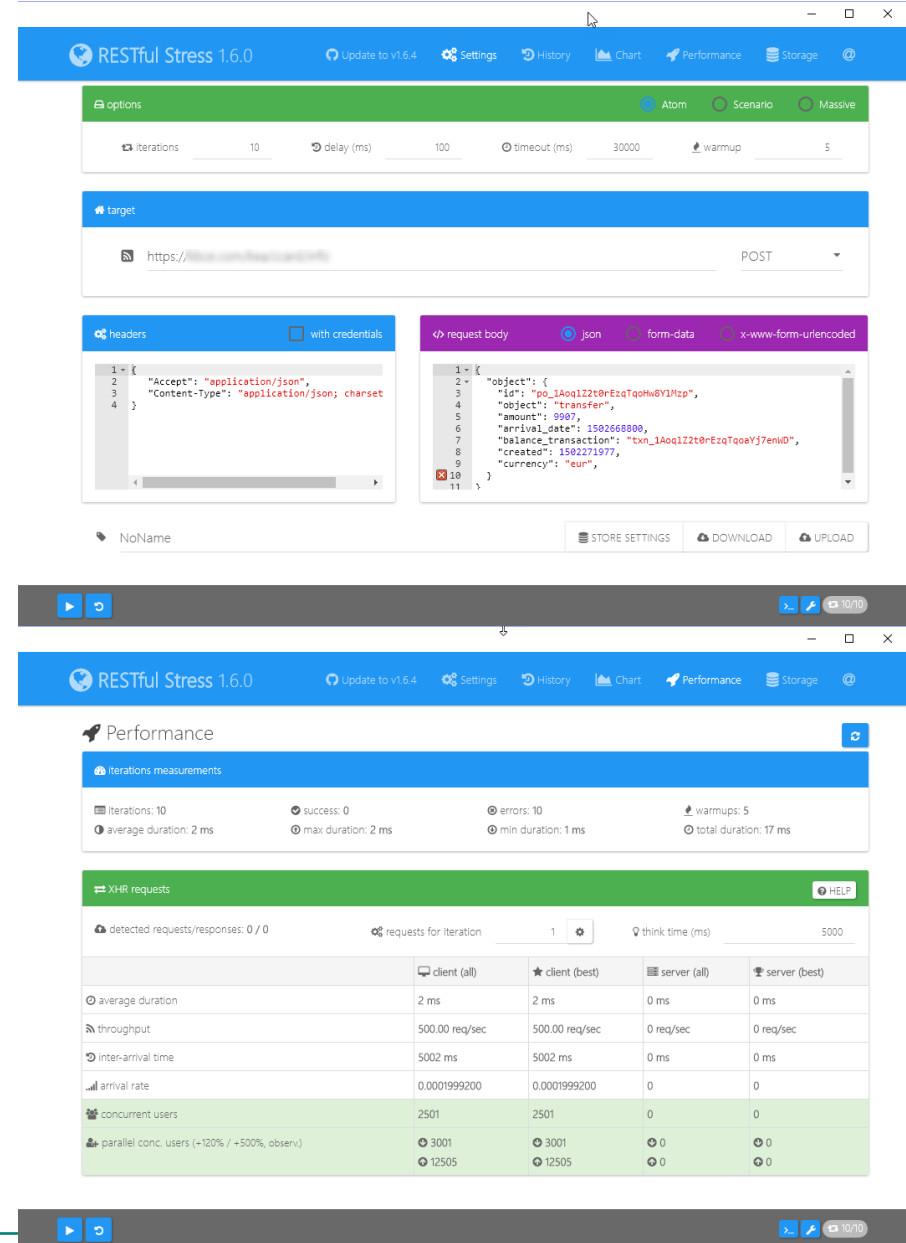 RESTful Stress 1.6.0 Update to v1.6.4 Settings History Chart Performance Storage @
options Atom Scenario Massive
iterations 10 delay (ms) 100 timeout (ms) 30000 warmup 5
target
https:/ POST
headers with credentials
1 {
2 "Accept": "application/json",
3 "Content-Type": "application/json; charset
4 }
</> request body json form-data x-www-form-urlencoded
1 {
2 "object": {
3 "id": "po_1AoqlZ2t0rEzqTqoHw8Y1Mzp",
4 "object": "transfer",
5 "amount": 9907,
6 "arrival_date": 1502668800,
7 "balance_transaction": "txn_1AoqlZ2t0rEzqTqoaYj7enWD",
8 "created": 1502271977,
9 "currency": "eur",
10 }
11 }
NoName STORE SETTINGS DOWNLOAD UPLOAD
>_ 10/10
RESTful Stress 1.6.0 Update to v1.6.4 Settings History Chart Performance Storage @
Performance
iterations measurements
iterations: 10 success: 0 errors: 10 warmups: 5
average duration: 2 ms max duration: 2 ms min duration: 1 ms total duration: 17 ms
XHR requests HELP
detected requests/responses: 0 / 0 requests for iteration 1 think time (ms) 5000
client (all) client (best) server (all) server (best)
average duration 2 ms 2 ms 0 ms 0 ms
throughput 500.00 req/sec 500.00 req/sec 0 req/sec 0 req/sec
inter-arrival time 5002 ms 5002 ms 0 ms 0 ms
arrival rate 0.0001999200 0.0001999200 0 0
concurrent users 2501 2501 0 0
parallel conc. users (+120% / +500%, observ.) 3001 3001 0 0
12505 12505 0 0
>_ 10/10